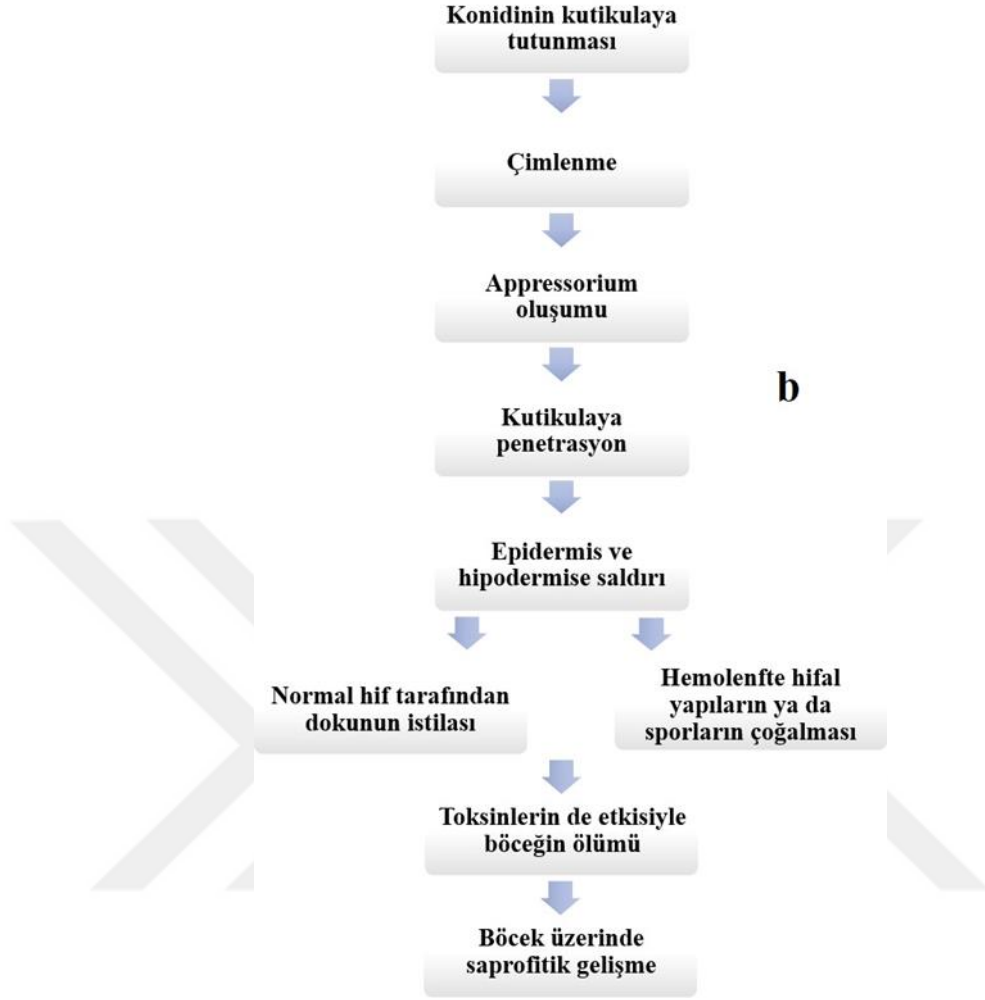 Konidinin kutikulaya
tutunması
Çimlenme
Appressorium
oluşumu
b
Kutikulaya
penetrasyon
Epidermis ve
hipodermise saldırı
Normal hif tarafından
dokunun istilası
Hemolenfte hifal
yapıların ya da
sporların çoğalması
Toksinlerin de etkisiyle
böceğin ölümü
Böcek üzerinde
saprofitik gelişme